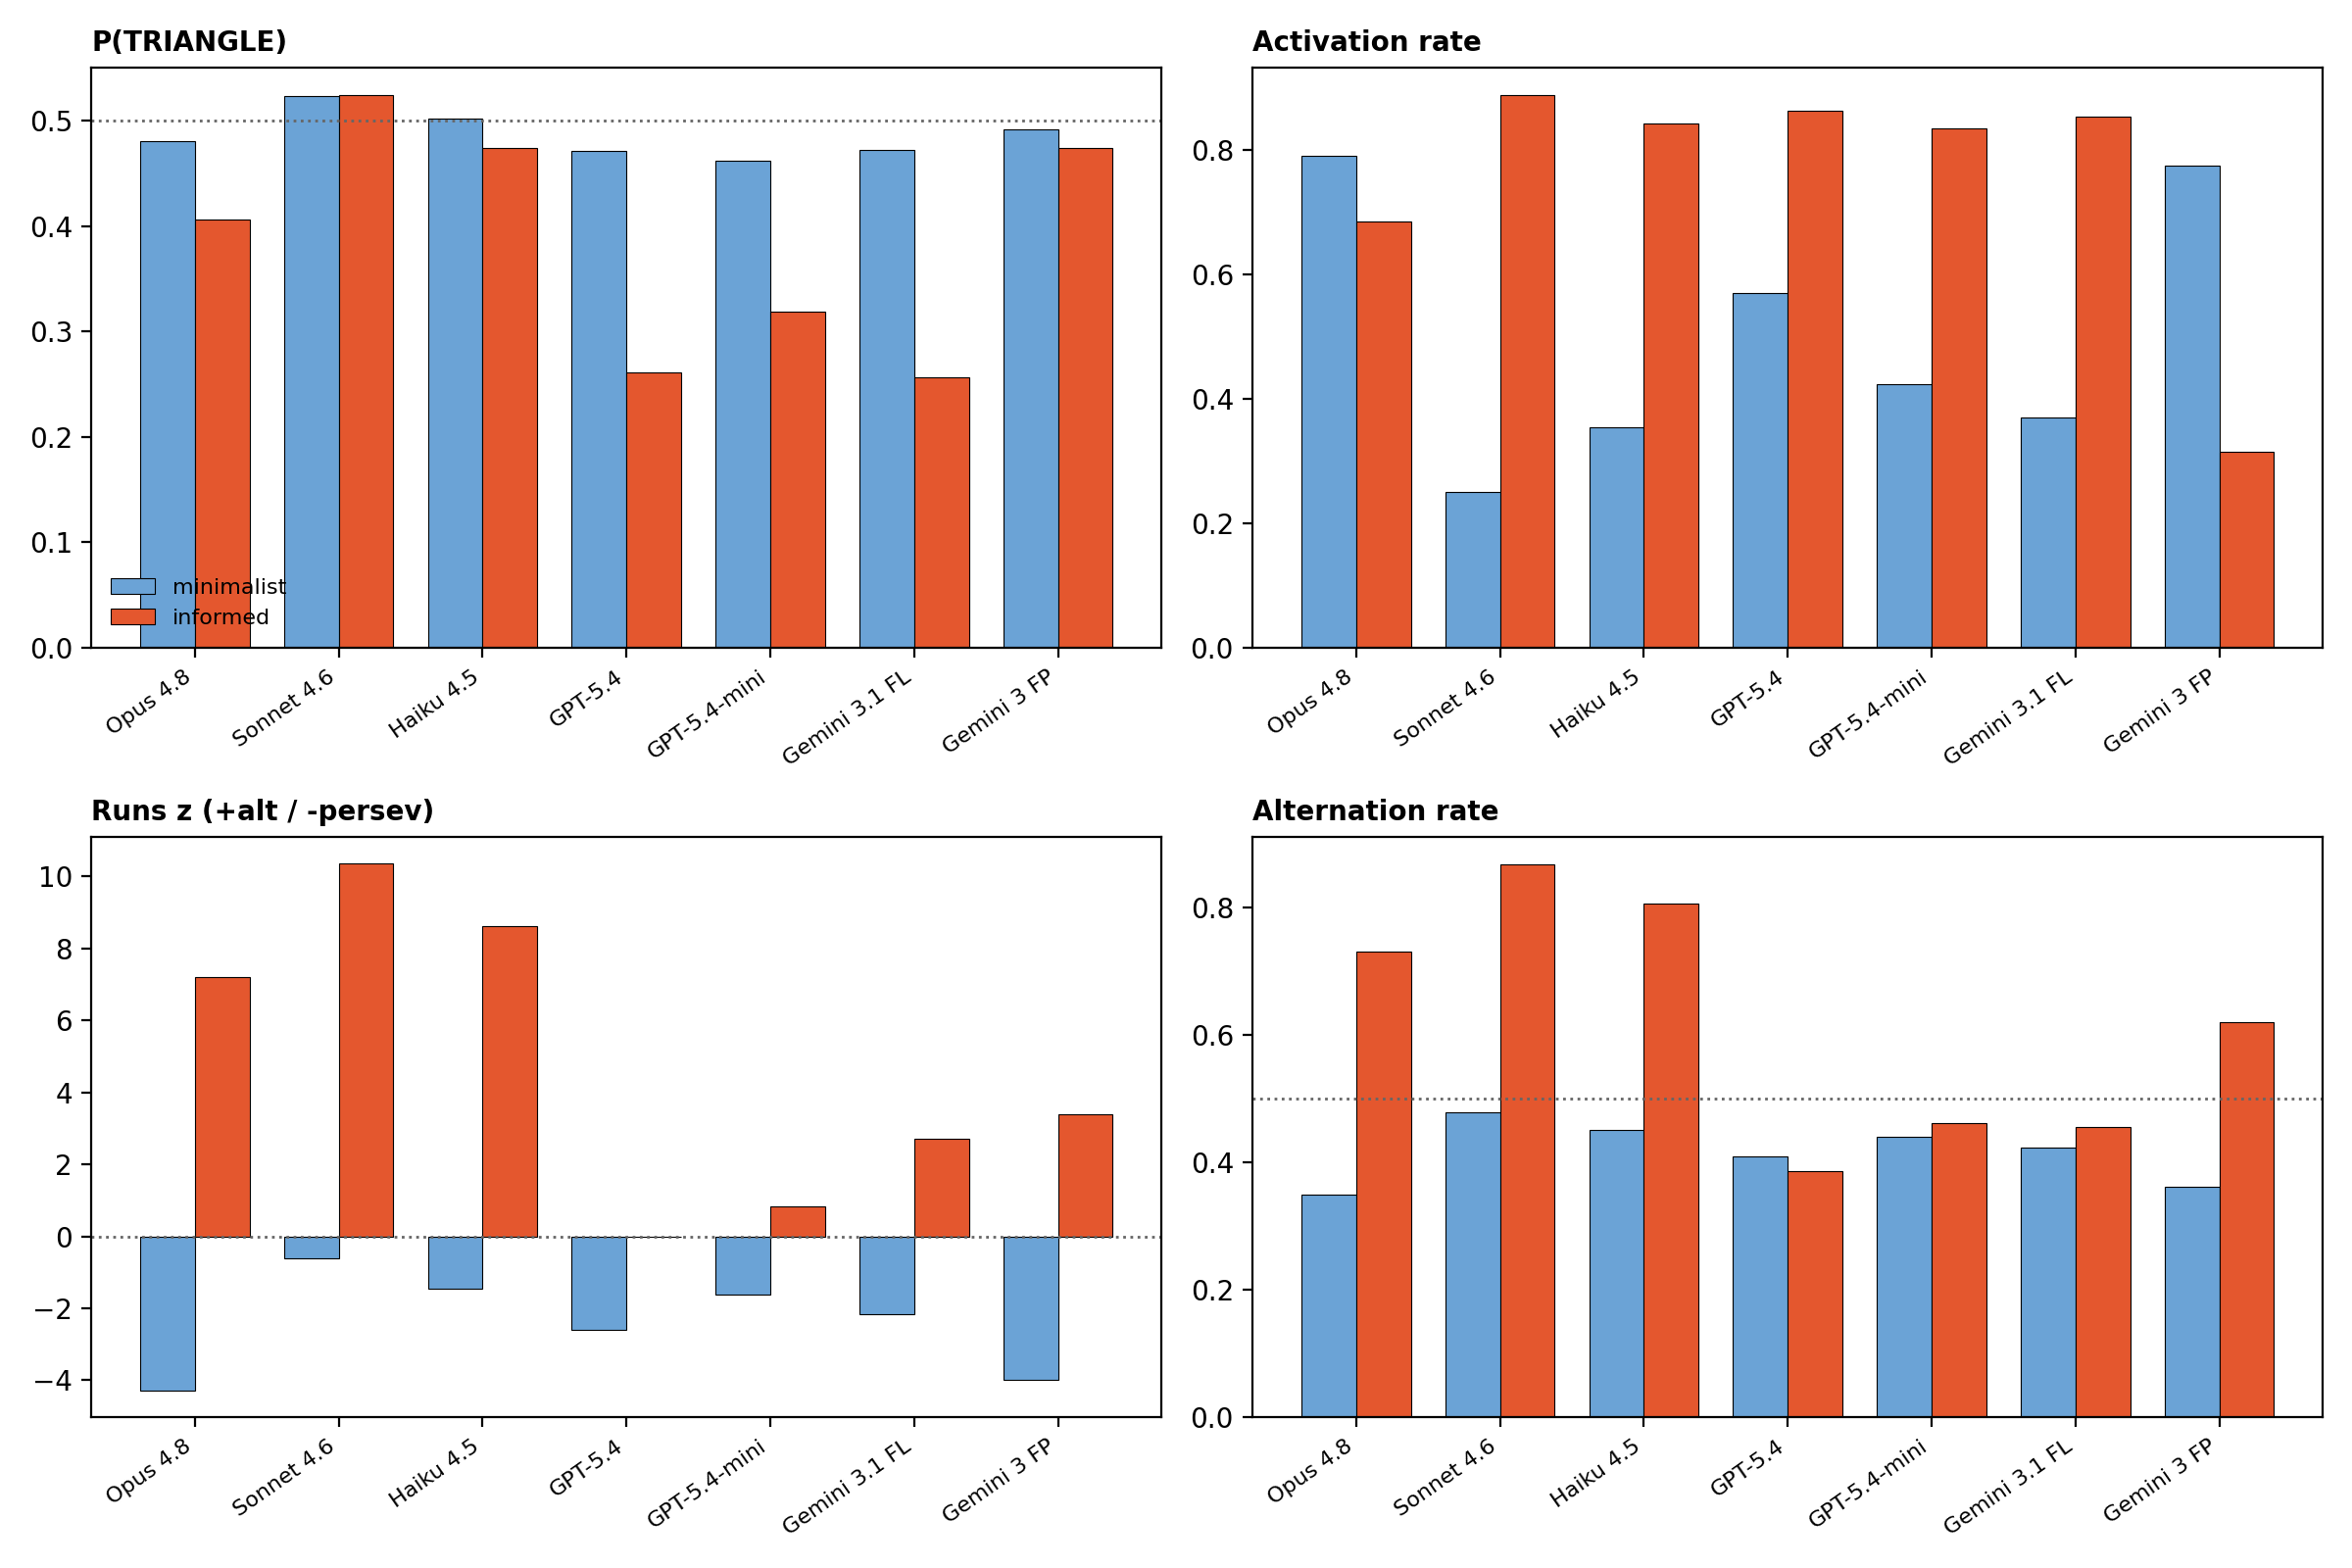 P(TRIANGLE)
0.5
0.4
0.3
0.2
0.1
0.0
minimalist
informed
Opus 4.8
Sonnet 4.6
Haiku 4.5
GPT-5.4
GPT-5.4-mini
Gemini 3.1 FL
Gemini 3 FP
Activation rate
0.8
0.6
0.4
0.2
0.0
Opus 4.8
Sonnet 4.6
Haiku 4.5
GPT-5.4
GPT-5.4-mini
Gemini 3.1 FL
Gemini 3 FP
Runs z (+alt / -persev)
10
8
6
4
2
0
−2
−4
Opus 4.8
Sonnet 4.6
Haiku 4.5
GPT-5.4
GPT-5.4-mini
Gemini 3.1 FL
Gemini 3 FP
Alternation rate
0.8
0.6
0.4
0.2
0.0
Opus 4.8
Sonnet 4.6
Haiku 4.5
GPT-5.4
GPT-5.4-mini
Gemini 3.1 FL
Gemini 3 FP